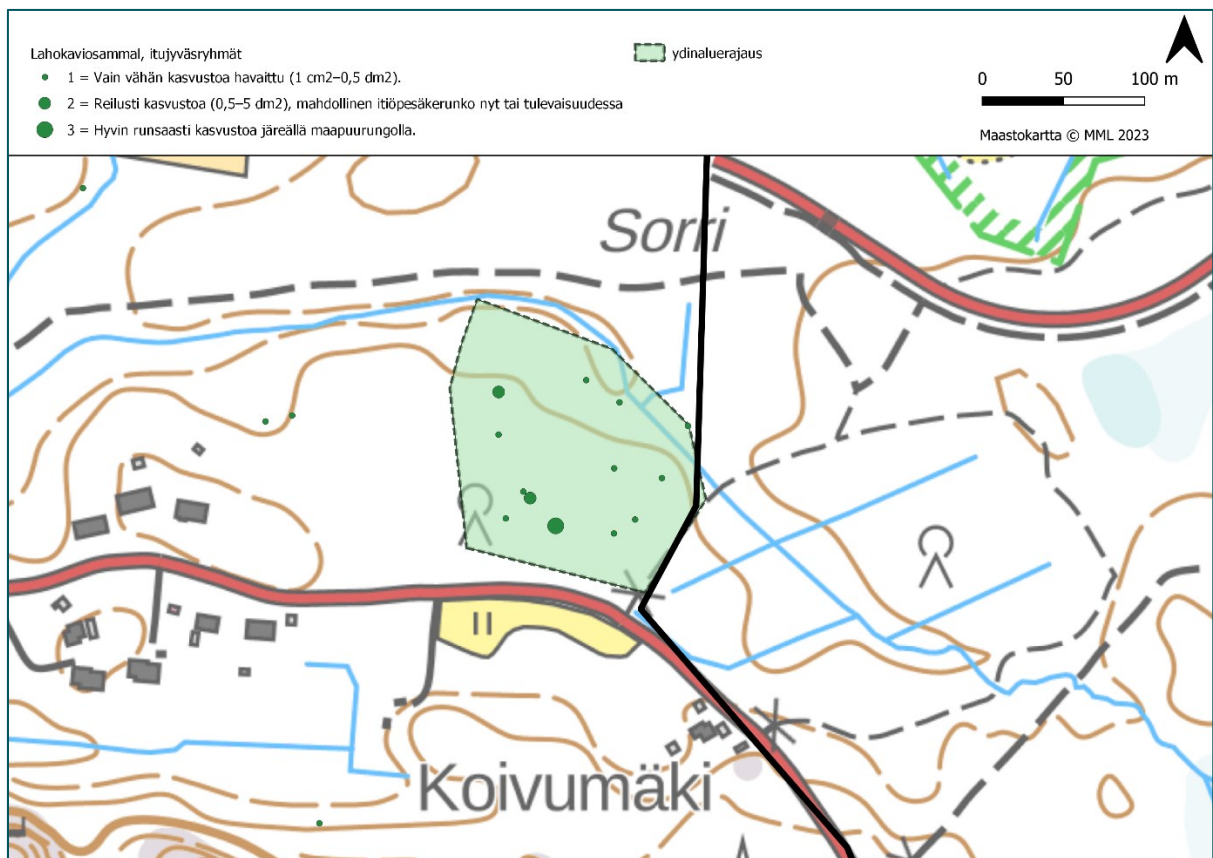 Lahokaviosammal, itujyväsryhmät
1 = Vain vähän kasvustoa havaittu (1 cm2–0,5 dm2).
2 = Reilusti kasvustoa (0,5–5 dm2), mahdollinen itiöpesäkerunko nyt tai tulevaisuudessa
3 = Hyvin runsaasti kasvustoa järeällä maapuurungolla.
ydinaluerajaus
0 50 100 m
Maastokartta © MML 2023
Sorri
Koivumäki